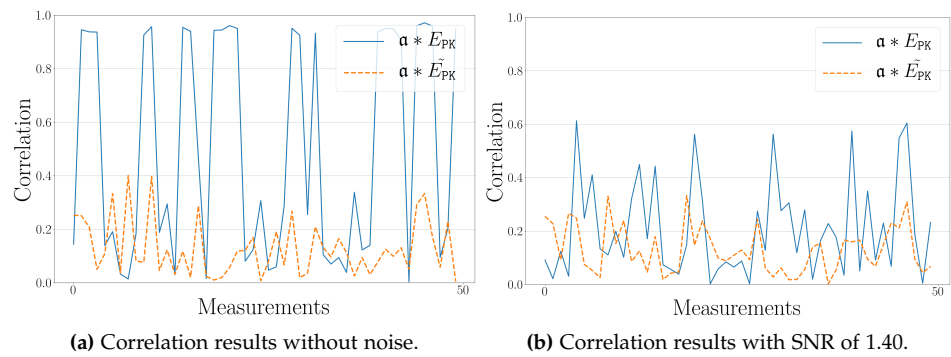 1.0
0.8
0.6
0.4
0.2
0.0
Correlation
𝔞 ∗ E_PK
𝔞 ∗ Ẽ_PK
0
50
Measurements
(a) Correlation results without noise.
1.0
0.8
0.6
0.4
0.2
0.0
Correlation
𝔞 ∗ E_PK
𝔞 ∗ Ẽ_PK
0
50
Measurements
(b) Correlation results with SNR of 1.40.